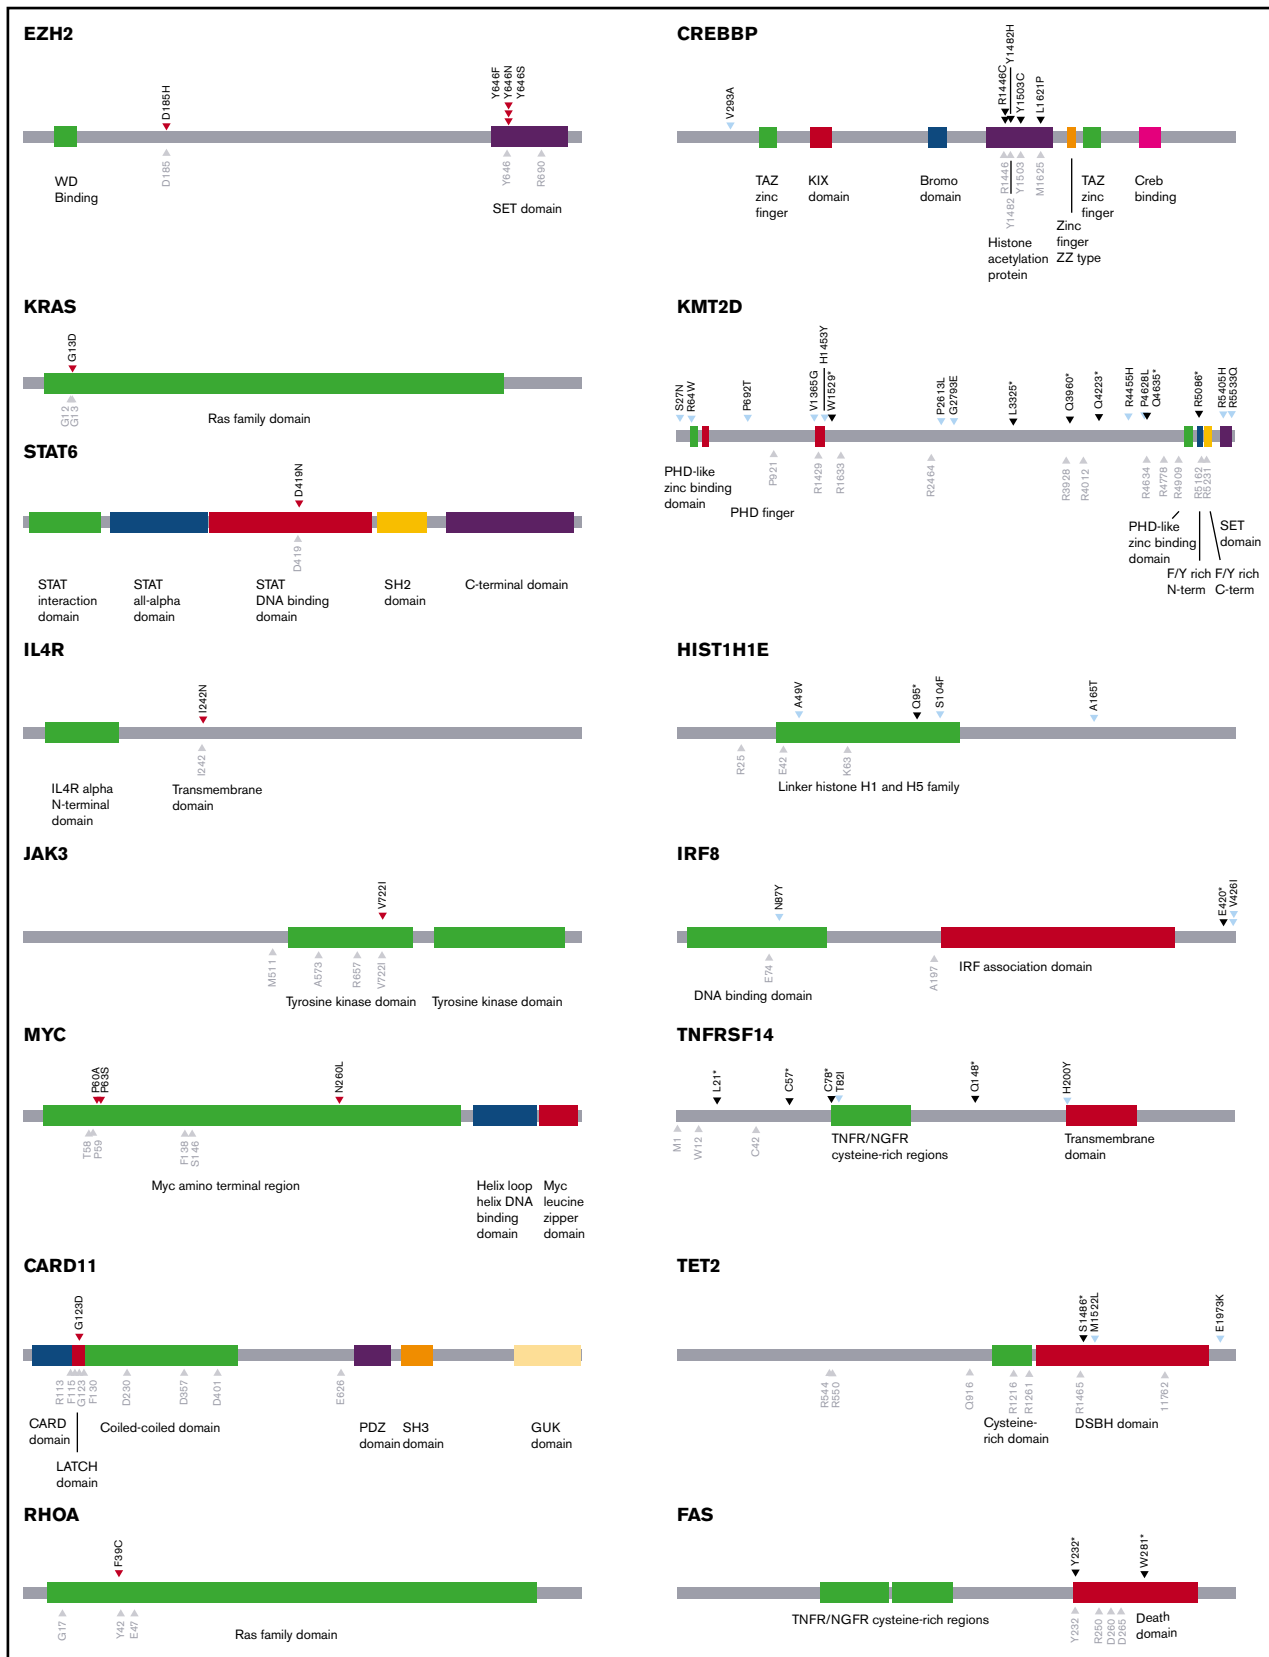 EZH2
D185H
Y646F
Y646N
Y646S
D185
Y646
R690
WD
Binding
SET domain
KRAS
G13D
G12
G13
Ras family domain
STAT6
D419N
D419
STAT
interaction
domain
STAT
all-alpha
domain
STAT
DNA binding
domain
SH2
domain
C-terminal domain
IL4R
I242N
I242
IL4R alpha
N-terminal
domain
Transmembrane
domain
JAK3
V722I
M511
A573
R657
V722I
Tyrosine kinase domain
Tyrosine kinase domain
MYC
P60A
P63S
N260L
T58
P59
F138
S146
Myc amino terminal region
Helix loop
helix DNA
binding
domain
Myc
leucine
zipper
domain
CARD11
G123D
R113
F115
G123
F130
D230
D357
D401
E626
CARD
domain
LATCH
domain
Coiled-coiled domain
PDZ
domain
SH3
domain
GUK
domain
RHOA
F39C
G17
Y42
E47
Ras family domain
CREBBP
V293A
R1446C
Y1482H
Y1503C
L1621P
R1446
Y1482
Y1503
M1625
TAZ
zinc
finger
KIX
domain
Bromo
domain
Histone
acetylation
protein
Zinc
finger
ZZ type
TAZ
zinc
finger
Creb
binding
KMT2D
S27N
R64W
P692T
V1365G
H1453Y
W1529*
P2613L
G2793E
L3325*
Q3960*
Q4223*
R4455H
P4628L
Q4635*
R5086*
R5405H
R5533Q
P921
R1429
R1633
R2464
R3928
R4012
R4634
R4778
R4909
R5162
R5231
PHD-like
zinc binding
domain
PHD finger
PHD-like
zinc binding
domain
F/Y rich
N-term
F/Y rich
C-term
SET
domain
HIST1H1E
A49V
Q95*
S104F
A165T
R25
E42
K63
Linker histone H1 and H5 family
IRF8
N87Y
E420*
V426I
E74
A197
DNA binding domain
IRF association domain
TNFRSF14
L21*
C57*
C78*
T82I
Q148*
H200Y
M1
W12
C42
TNFR/NGFR
cysteine-rich regions
Transmembrane
domain
TET2
S1486*
M1522L
E1973K
R544
R550
Q916
R1216
R1261
R1465
11762
Cysteine-
rich domain
DSBH domain
FAS
Y232*
W281*
Y232
R250
D260
D265
TNFR/NGFR cysteine-rich regions
Death
domain